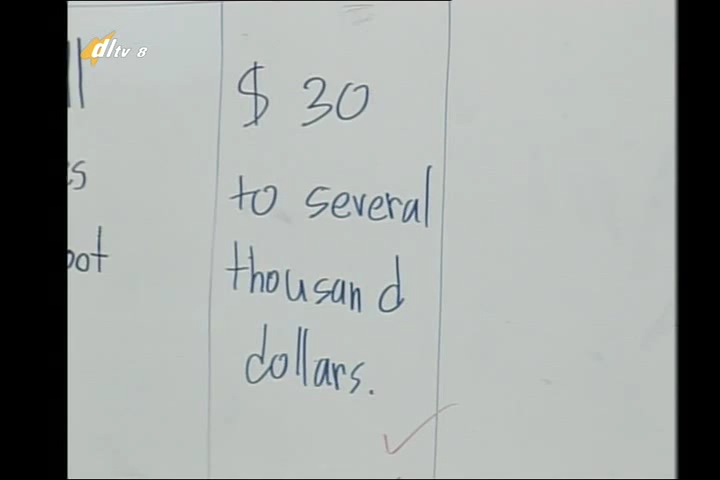 dltv 8
$ 30
to several
thousand
dollars.